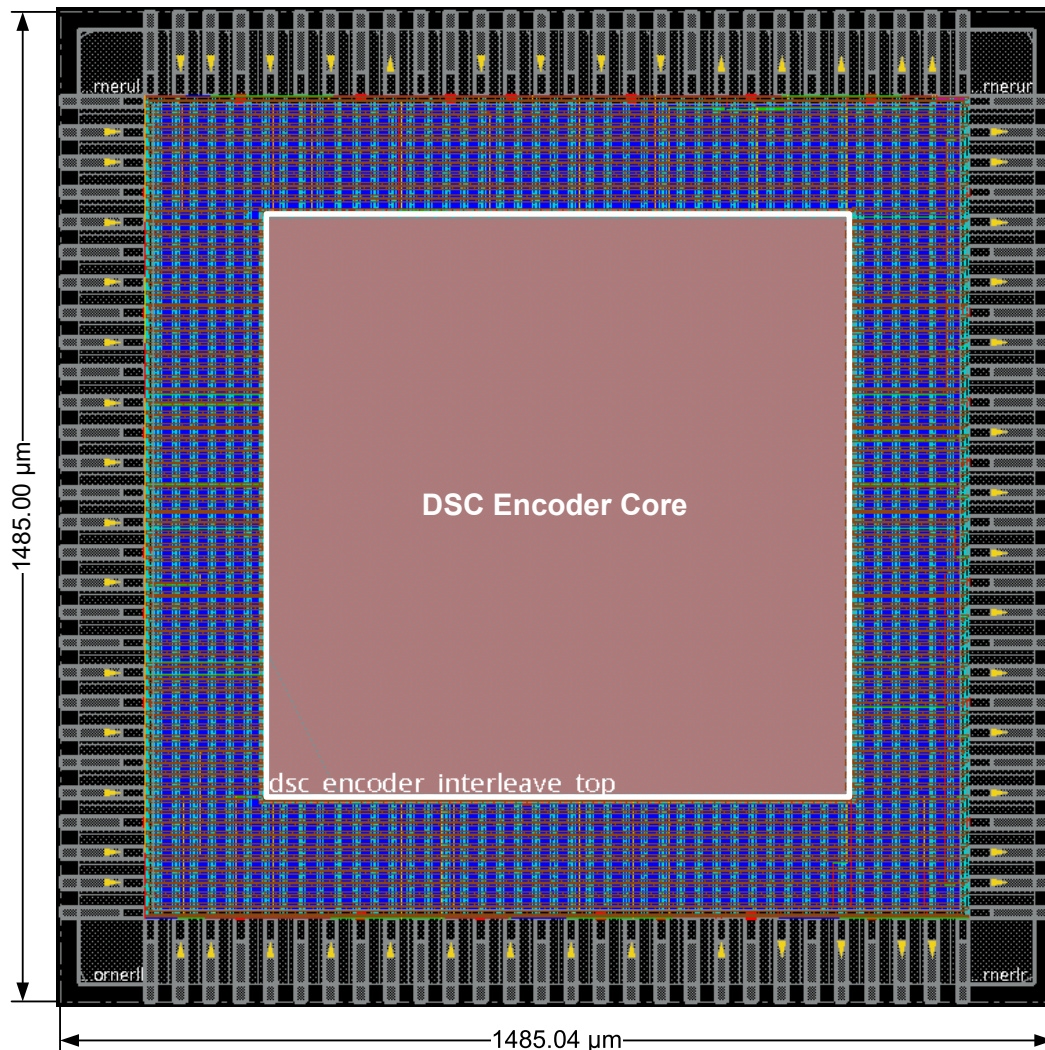 ...rnerul
...rnerur
1485.00 µm
DSC Encoder Core
dsc_encoder_interleave_top
...ornerll
...rnerlr
1485.04 µm